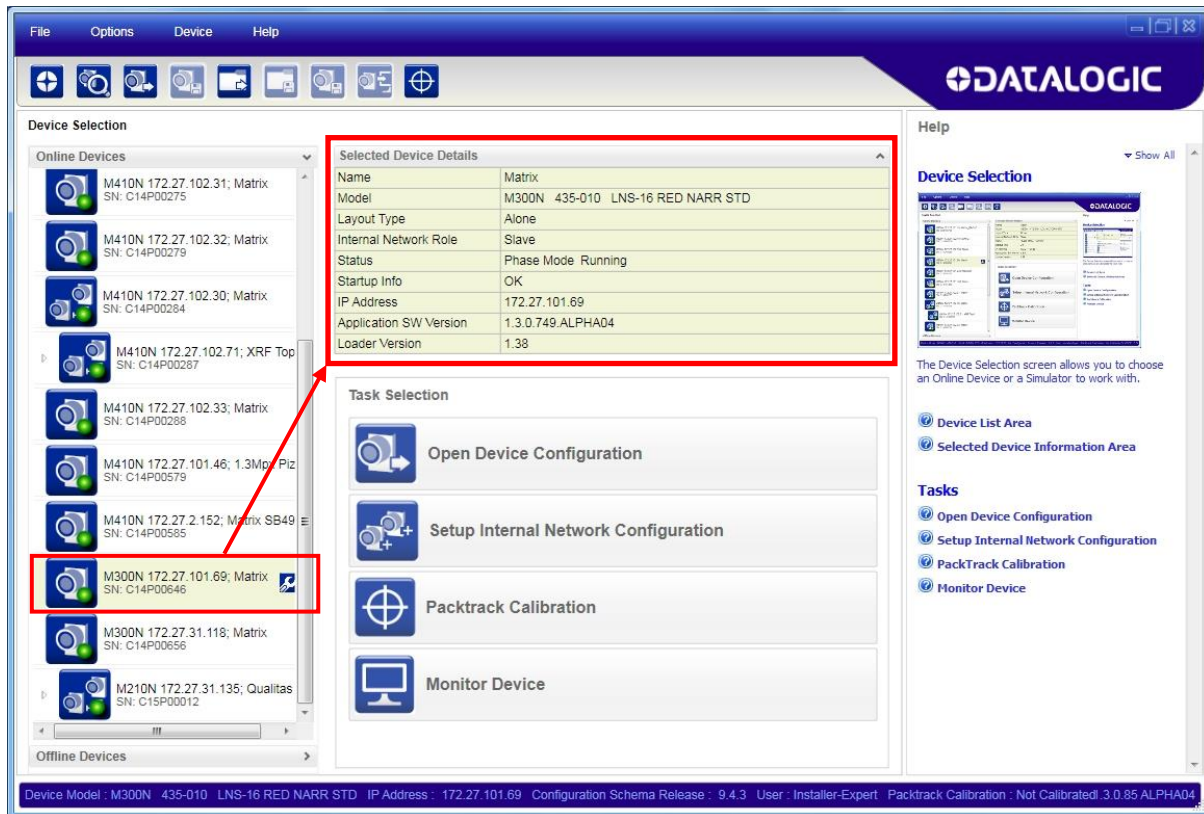 File Options Device Help
DATALOGIC
Device Selection
Online Devices
M410N 172.27.102.31; Matrix
SN: C14P00275
M410N 172.27.102.32; Matrix
SN: C14P00279
M410N 172.27.102.30; Matrix
SN: C14P00284
M410N 172.27.102.71; XRF Top
SN: C14P00287
M410N 172.27.102.33; Matrix
SN: C14P00288
M410N 172.27.101.46; 1.3Mpx Piz
SN: C14P00579
M410N 172.27.2.152; Matrix SB49
SN: C14P00585
M300N 172.27.101.69; Matrix
SN: C14P00646
M300N 172.27.31.118; Matrix
SN: C14P00656
M210N 172.27.31.135; Qualitas
SN: C15P00012
Offline Devices
Selected Device Details
Name Matrix
Model M300N 435-010 LNS-16 RED NARR STD
Layout Type Alone
Internal Network Role Slave
Status Phase Mode Running
Startup Info OK
IP Address 172.27.101.69
Application SW Version 1.3.0.749.ALPHA04
Loader Version 1.38
Task Selection
Open Device Configuration
Setup Internal Network Configuration
Packtrack Calibration
Monitor Device
Help
Show All
Device Selection
DATALOGIC
The Device Selection screen allows you to choose
an Online Device or a Simulator to work with.
Device List Area
Selected Device Information Area
Tasks
Open Device Configuration
Setup Internal Network Configuration
PackTrack Calibration
Monitor Device
Device Model : M300N 435-010 LNS-16 RED NARR STD IP Address : 172.27.101.69 Configuration Schema Release : 9.4.3 User : Installer-Expert Packtrack Calibration : Not Calibrated.3.0.85 ALPHA04